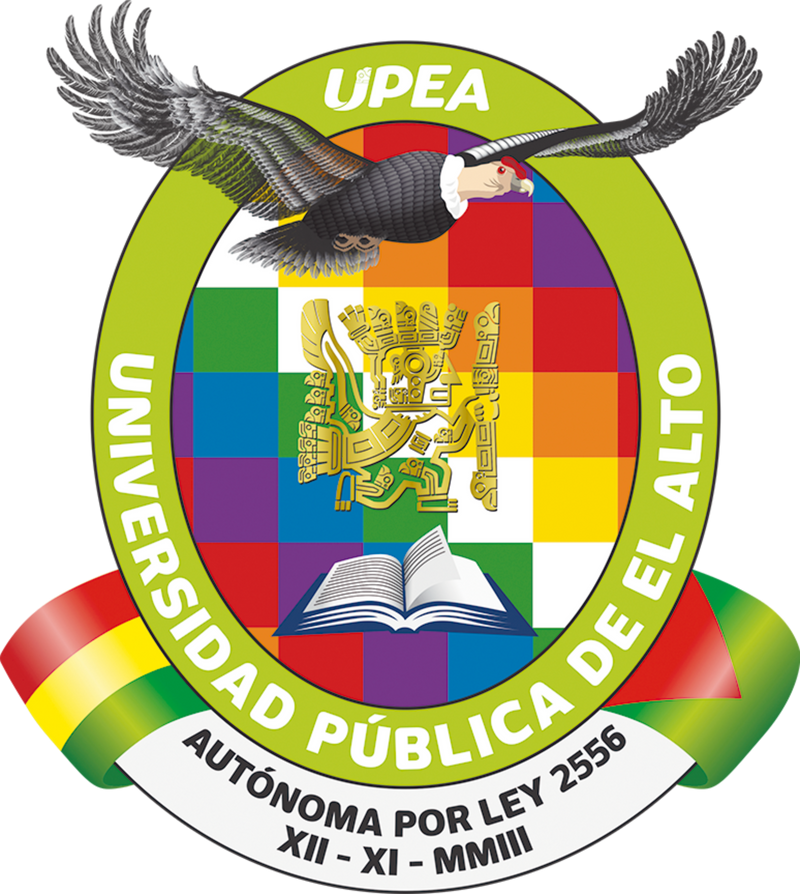 UPEA
UNIVERSIDAD PÚBLICA DE EL ALTO
AUTÓNOMA POR LEY 2556
XII - XI - MMIII